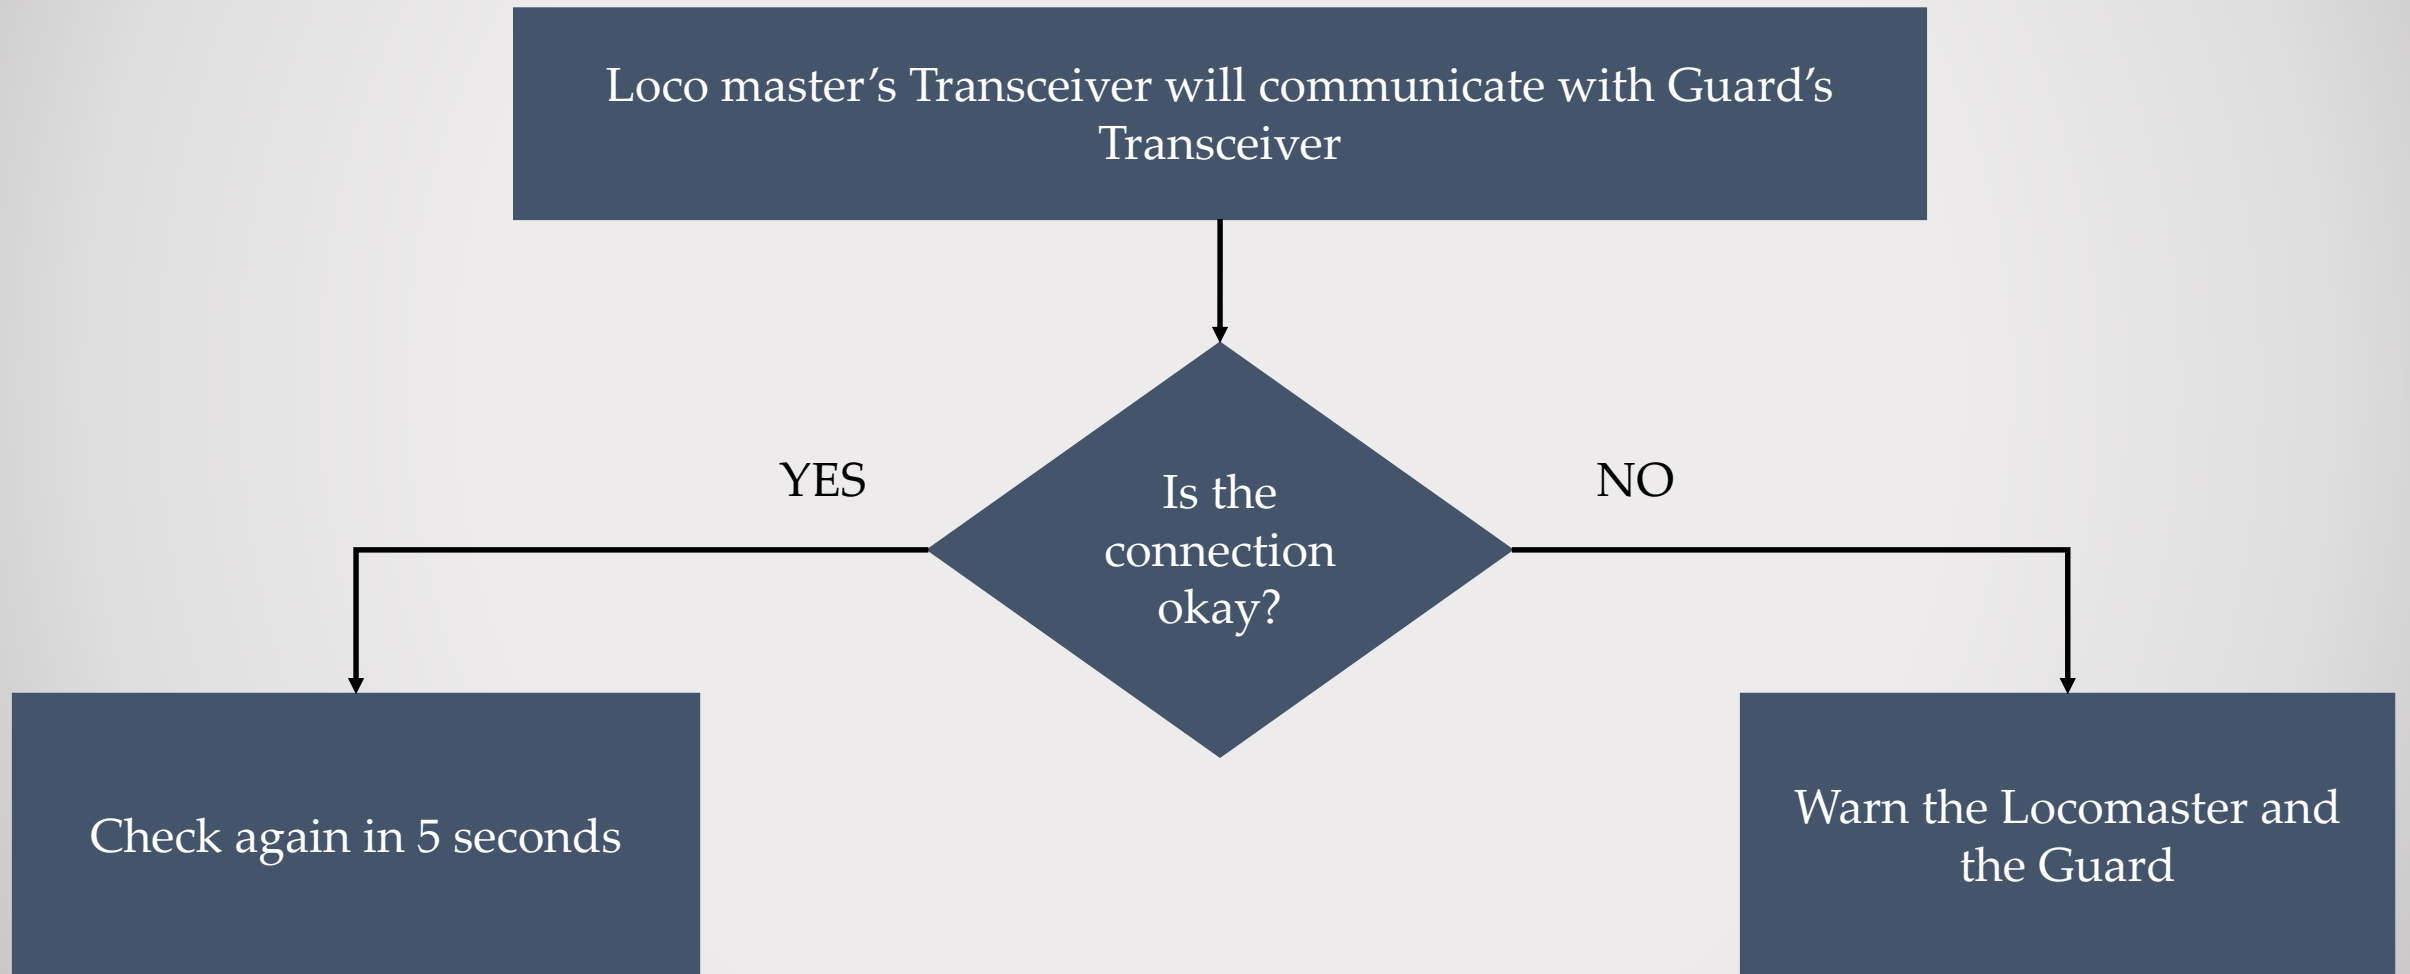 Loco master’s Transceiver will communicate with Guard’s
Transceiver
YES
NO
Is the
connection
okay?
Check again in 5 seconds
Warn the Locomaster and
the Guard